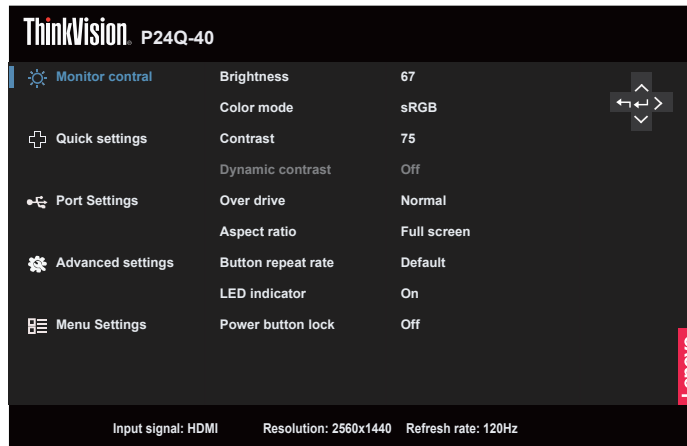 ThinkVision® P24Q-40
Monitor contral Brightness 67
Color mode sRGB
Quick settings Contrast 75
Dynamic contrast Off
Port Settings Over drive Normal
Aspect ratio Full screen
Advanced settings Button repeat rate Default
LED indicator On
Menu Settings Power button lock Off
Input signal: HDMI Resolution: 2560x1440 Refresh rate: 120Hz